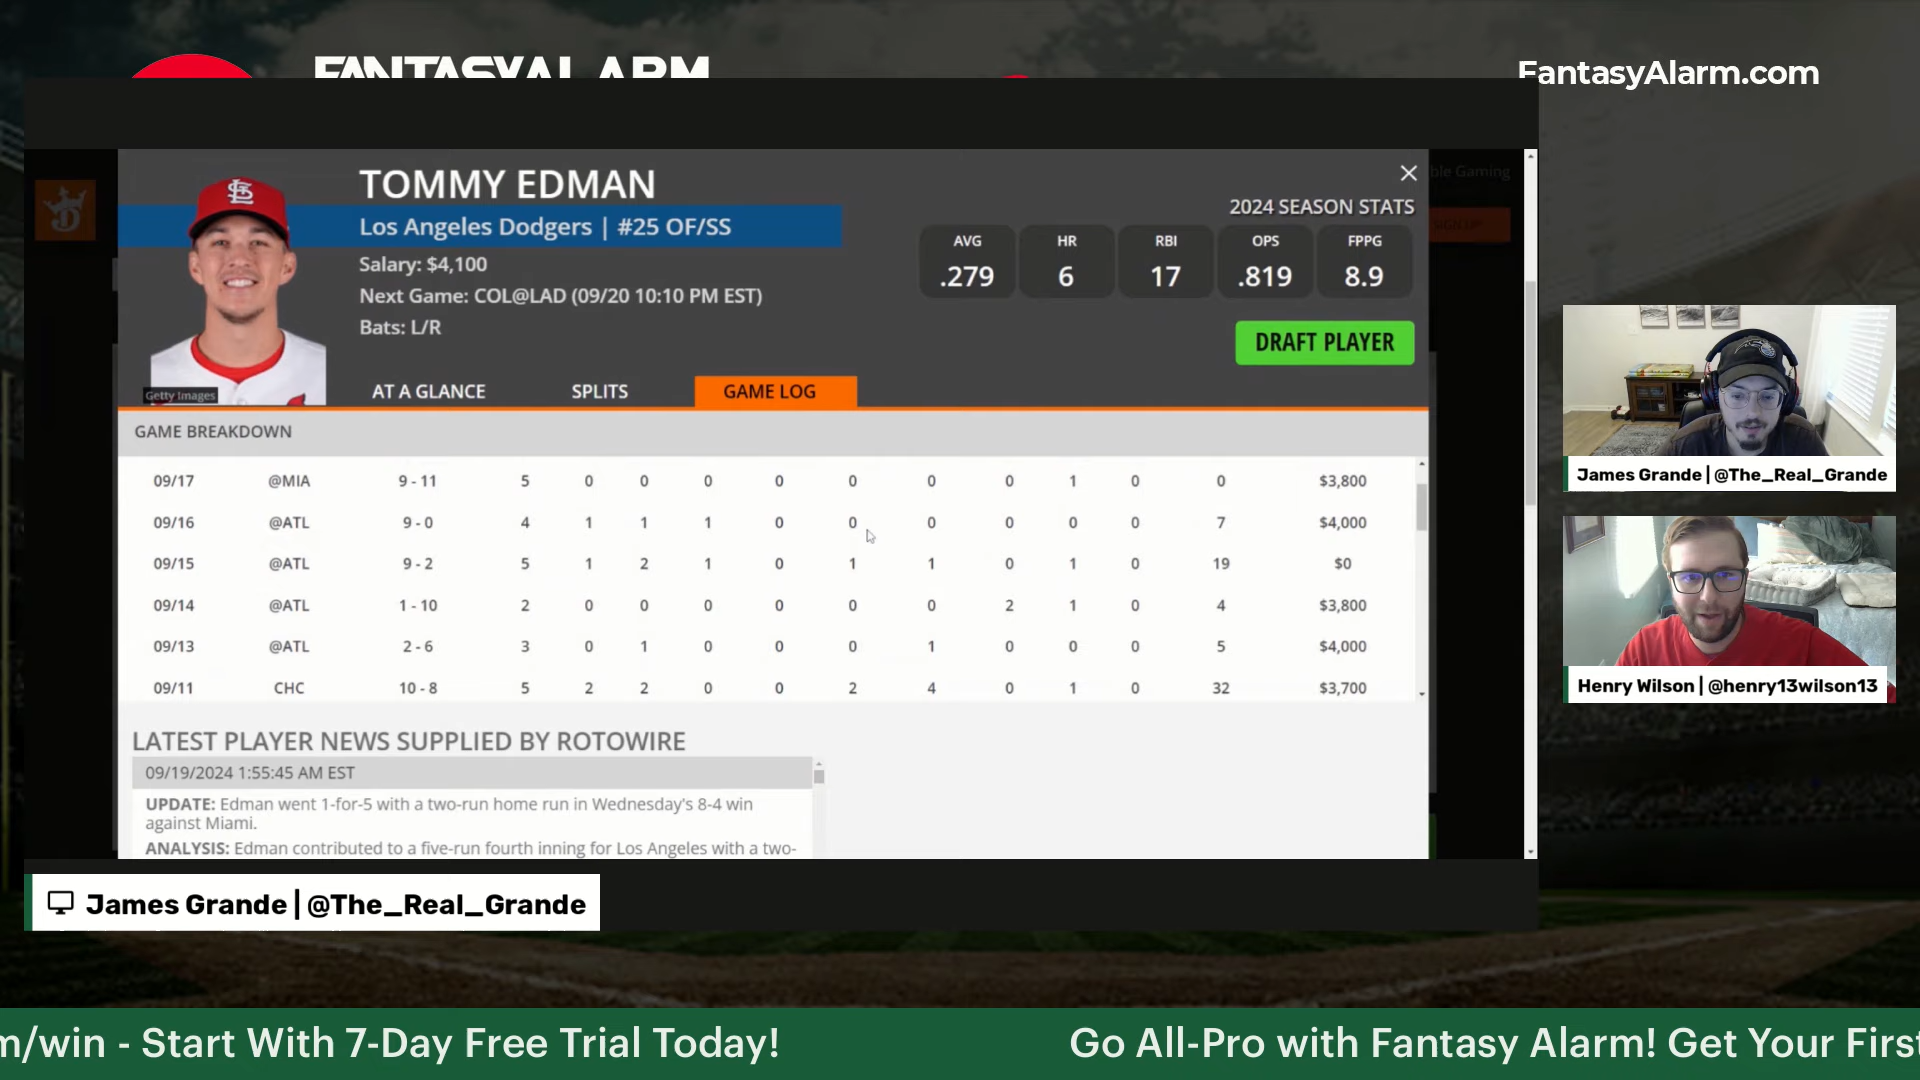 FANTASYALARM
FantasyAlarm.com
TOMMY EDMAN
Los Angeles Dodgers | #25 OF/SS
Salary: $4,100
Next Game: COL@LAD (09/20 10:10 PM EST)
Bats: L/R
ble Gaming
SIGN UP
2024 SEASON STATS
AVG HR RBI OPS FPPG
.279 6 17 .819 8.9
DRAFT PLAYER
Getty Images
AT A GLANCE SPLITS GAME LOG
GAME BREAKDOWN
09/17 @MIA 9 - 11 5 0 0 0 0 0 0 0 1 0 0 $3,800
09/16 @ATL 9 - 0 4 1 1 1 0 0 0 0 0 0 7 $4,000
09/15 @ATL 9 - 2 5 1 2 1 0 1 1 0 1 0 19 $0
09/14 @ATL 1 - 10 2 0 0 0 0 0 0 2 1 0 4 $3,800
09/13 @ATL 2 - 6 3 0 1 0 0 0 1 0 0 0 5 $4,000
09/11 CHC 10 - 8 5 2 2 0 0 2 4 0 1 0 32 $3,700
LATEST PLAYER NEWS SUPPLIED BY ROTOWIRE
09/19/2024 1:55:45 AM EST
UPDATE: Edman went 1-for-5 with a two-run home run in Wednesday's 8-4 win
against Miami.
ANALYSIS: Edman contributed to a five-run fourth inning for Los Angeles with a two-
James Grande | @The_Real_Grande
Henry Wilson | @henry13wilson13
James Grande | @The_Real_Grande
m/win - Start With 7-Day Free Trial Today!
Go All-Pro with Fantasy Alarm! Get Your First